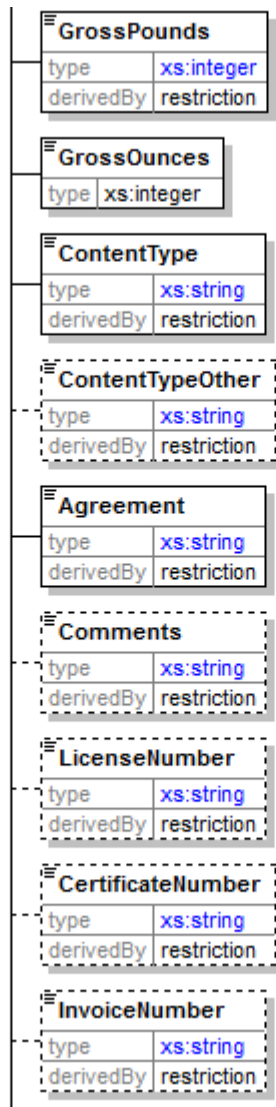 GrossPounds
type xs:integer
derivedBy restriction
GrossOunces
type xs:integer
ContentType
type xs:string
derivedBy restriction
ContentTypeOther
type xs:string
derivedBy restriction
Agreement
type xs:string
derivedBy restriction
Comments
type xs:string
derivedBy restriction
LicenseNumber
type xs:string
derivedBy restriction
CertificateNumber
type xs:string
derivedBy restriction
InvoiceNumber
type xs:string
derivedBy restriction